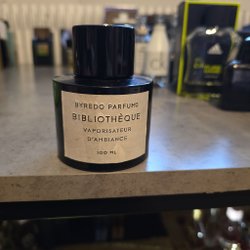 BYREDO PARFUMS
BIBLIOTHÈQUE
VAPORISATEUR
D'AMBIANCE
100 ML